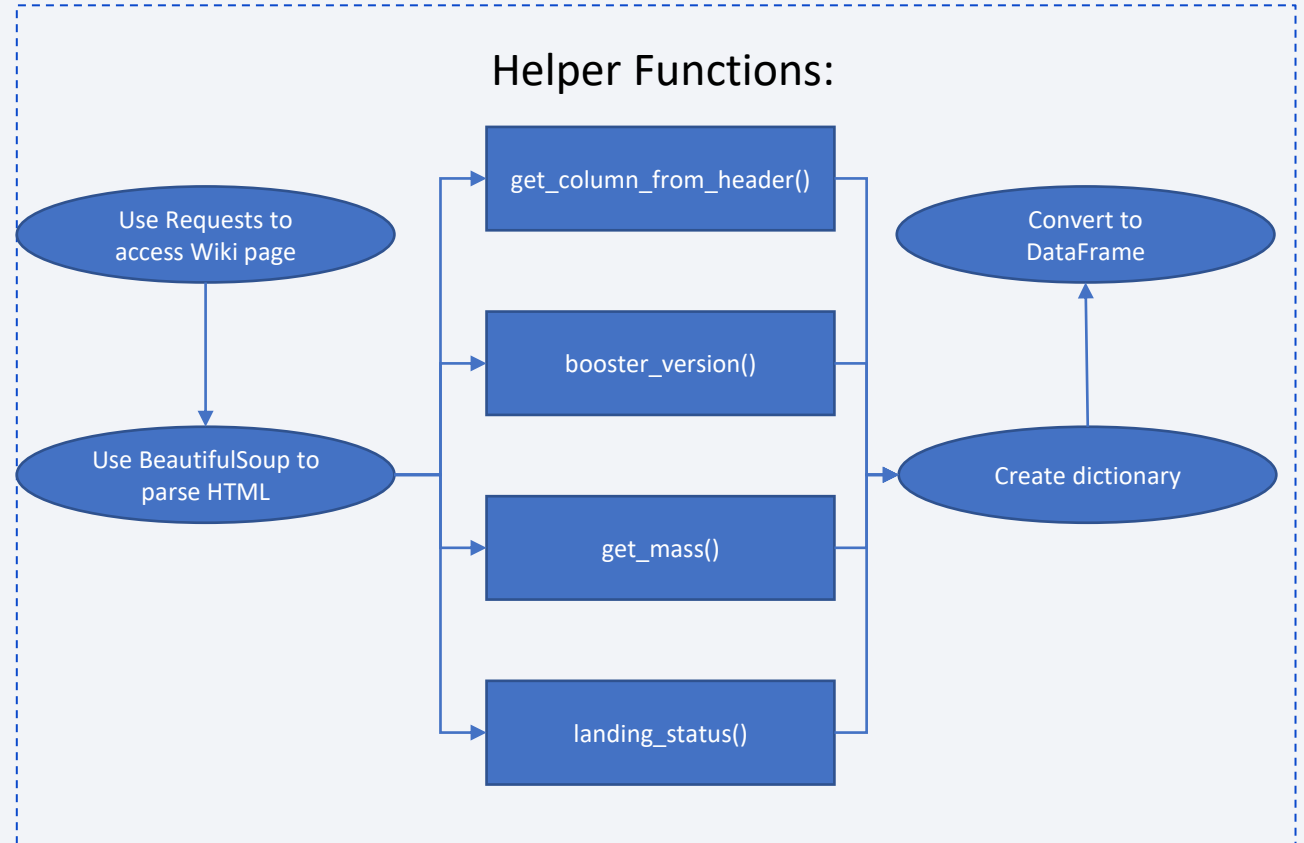 Helper Functions:
Use Requests to
access Wiki page
Use BeautifulSoup to
parse HTML
get_column_from_header()
booster_version()
get_mass()
landing_status()
Convert to
DataFrame
Create dictionary